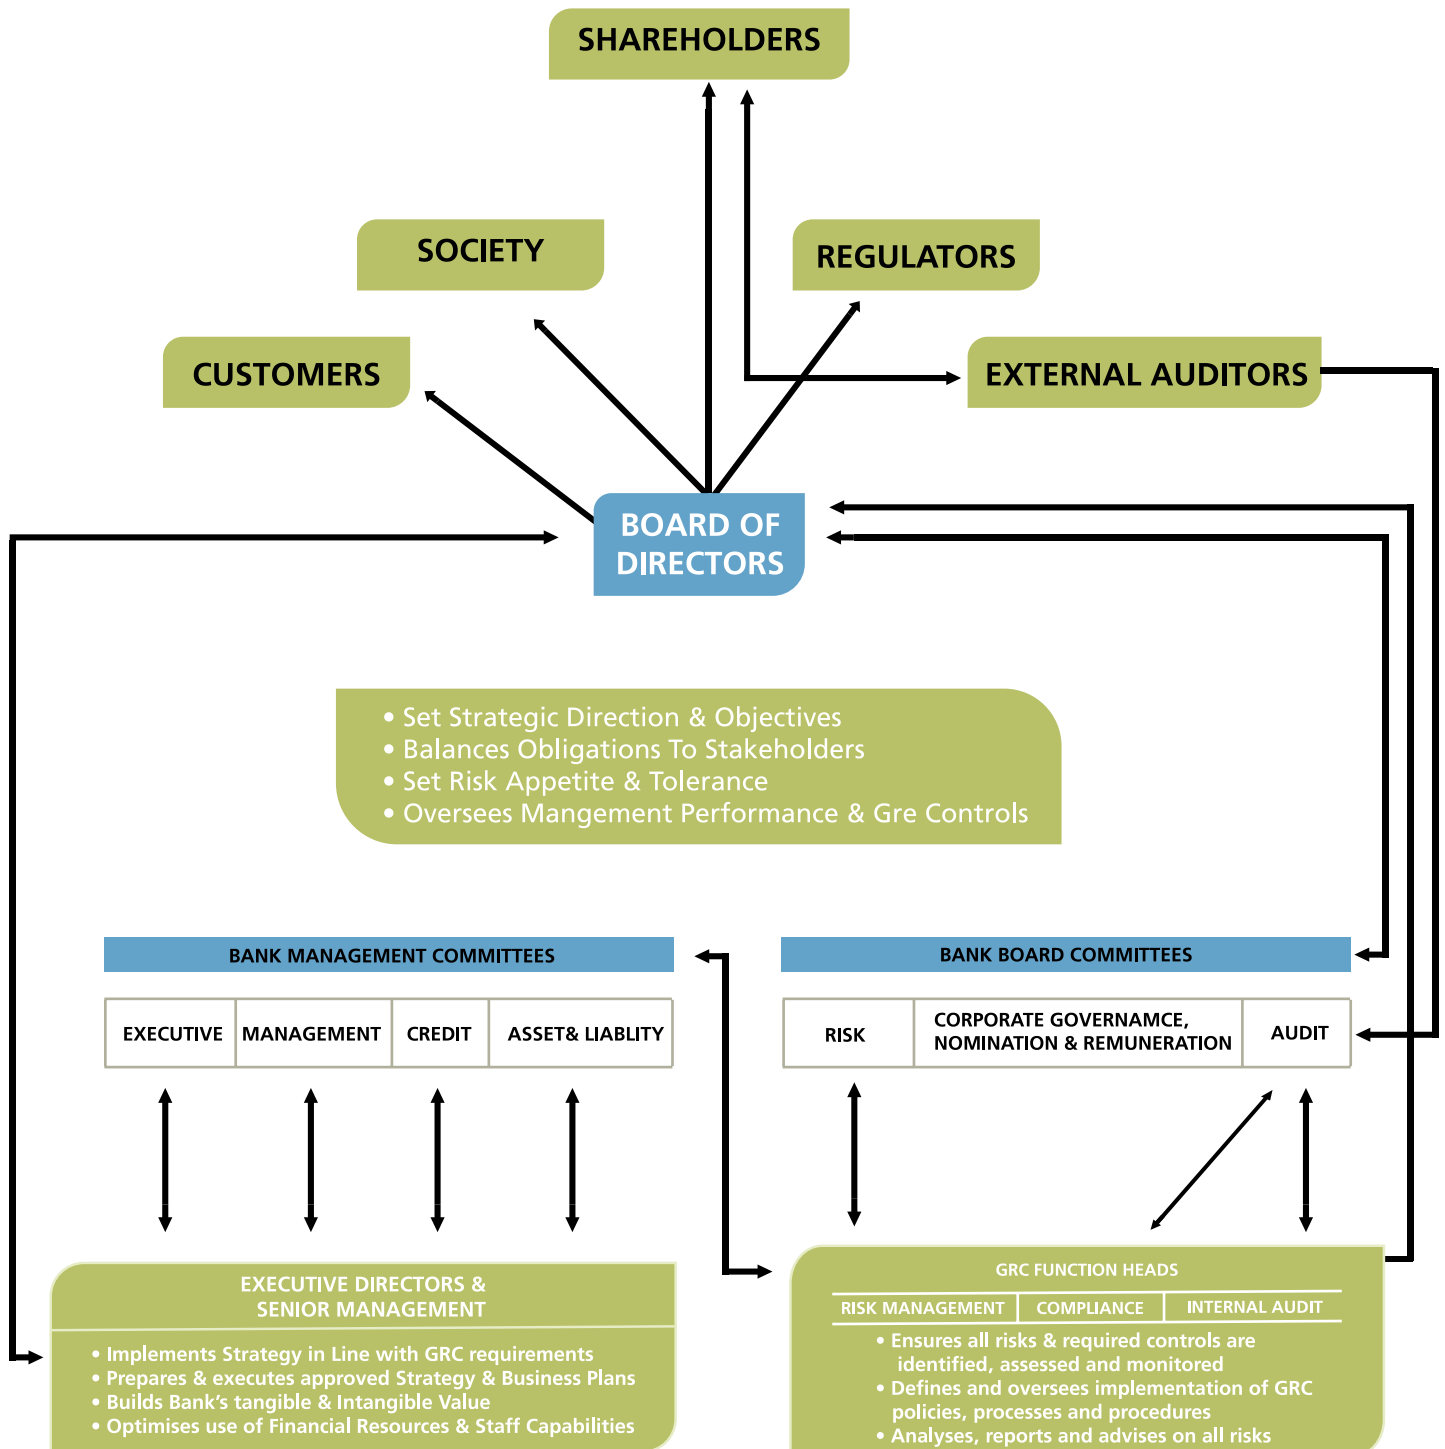 SHAREHOLDERS
SOCIETY
REGULATORS
CUSTOMERS
EXTERNAL AUDITORS
BOARD OF
DIRECTORS
• Set Strategic Direction & Objectives
• Balances Obligations To Stakeholders
• Set Risk Appetite & Tolerance
• Oversees Mangement Performance & Gre Controls
BANK MANAGEMENT COMMITTEES
EXECUTIVE
MANAGEMENT
CREDIT
ASSET& LIABLITY
BANK BOARD COMMITTEES
RISK
CORPORATE GOVERNAMCE,
NOMINATION & REMUNERATION
AUDIT
EXECUTIVE DIRECTORS &
SENIOR MANAGEMENT
• Implements Strategy in Line with GRC requirements
• Prepares & executes approved Strategy & Business Plans
• Builds Bank's tangible & Intangible Value
• Optimises use of Financial Resources & Staff Capabilities
GRC FUNCTION HEADS
RISK MANAGEMENT
COMPLIANCE
INTERNAL AUDIT
• Ensures all risks & required controls are
identified, assessed and monitored
• Defines and oversees implementation of GRC
policies, processes and procedures
• Analyses, reports and advises on all risks